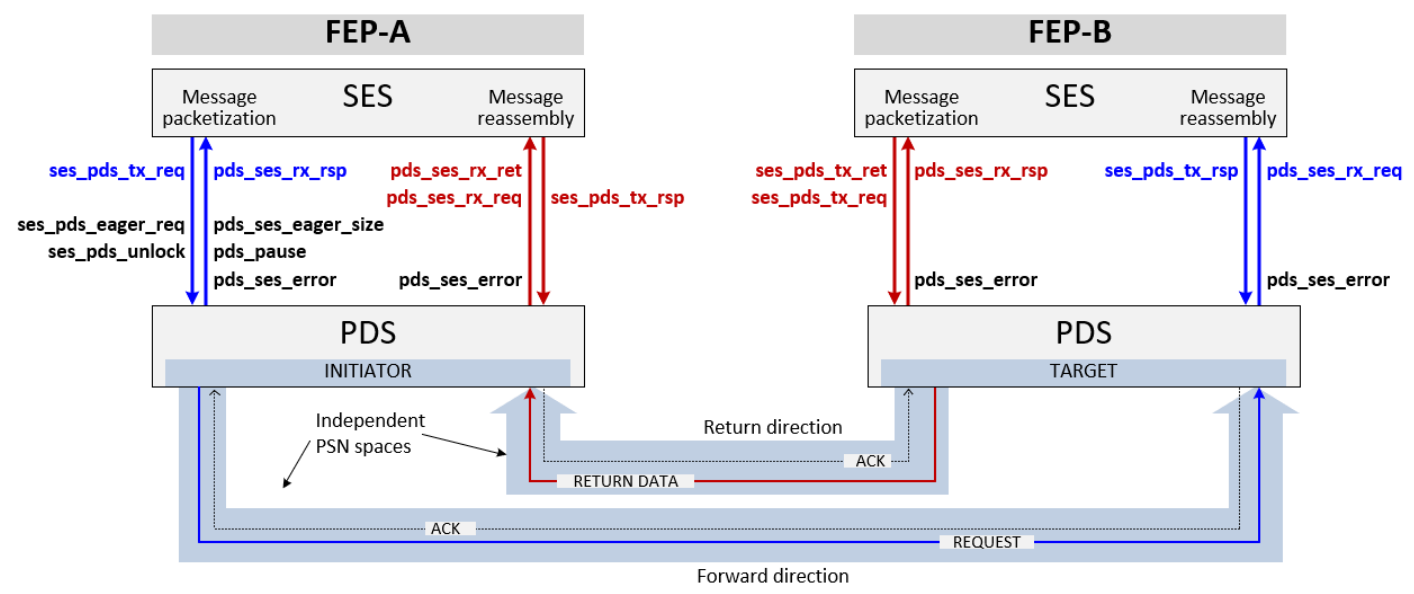 FEP-A
FEP-B
SES
Message
packetization
Message
reassembly
SES
Message
packetization
Message
reassembly
ses_pds_tx_req
pds_ses_rx_rsp
pds_ses_rx_ret
pds_ses_rx_req
ses_pds_tx_rsp
ses_pds_eager_req
ses_pds_unlock
pds_ses_eager_size
pds_pause
pds_ses_error
pds_ses_error
ses_pds_tx_ret
ses_pds_tx_req
pds_ses_rx_rsp
ses_pds_tx_rsp
pds_ses_rx_req
pds_ses_error
pds_ses_error
PDS
INITIATOR
PDS
TARGET
Independent
PSN spaces
Return direction
ACK
RETURN DATA
ACK
REQUEST
Forward direction